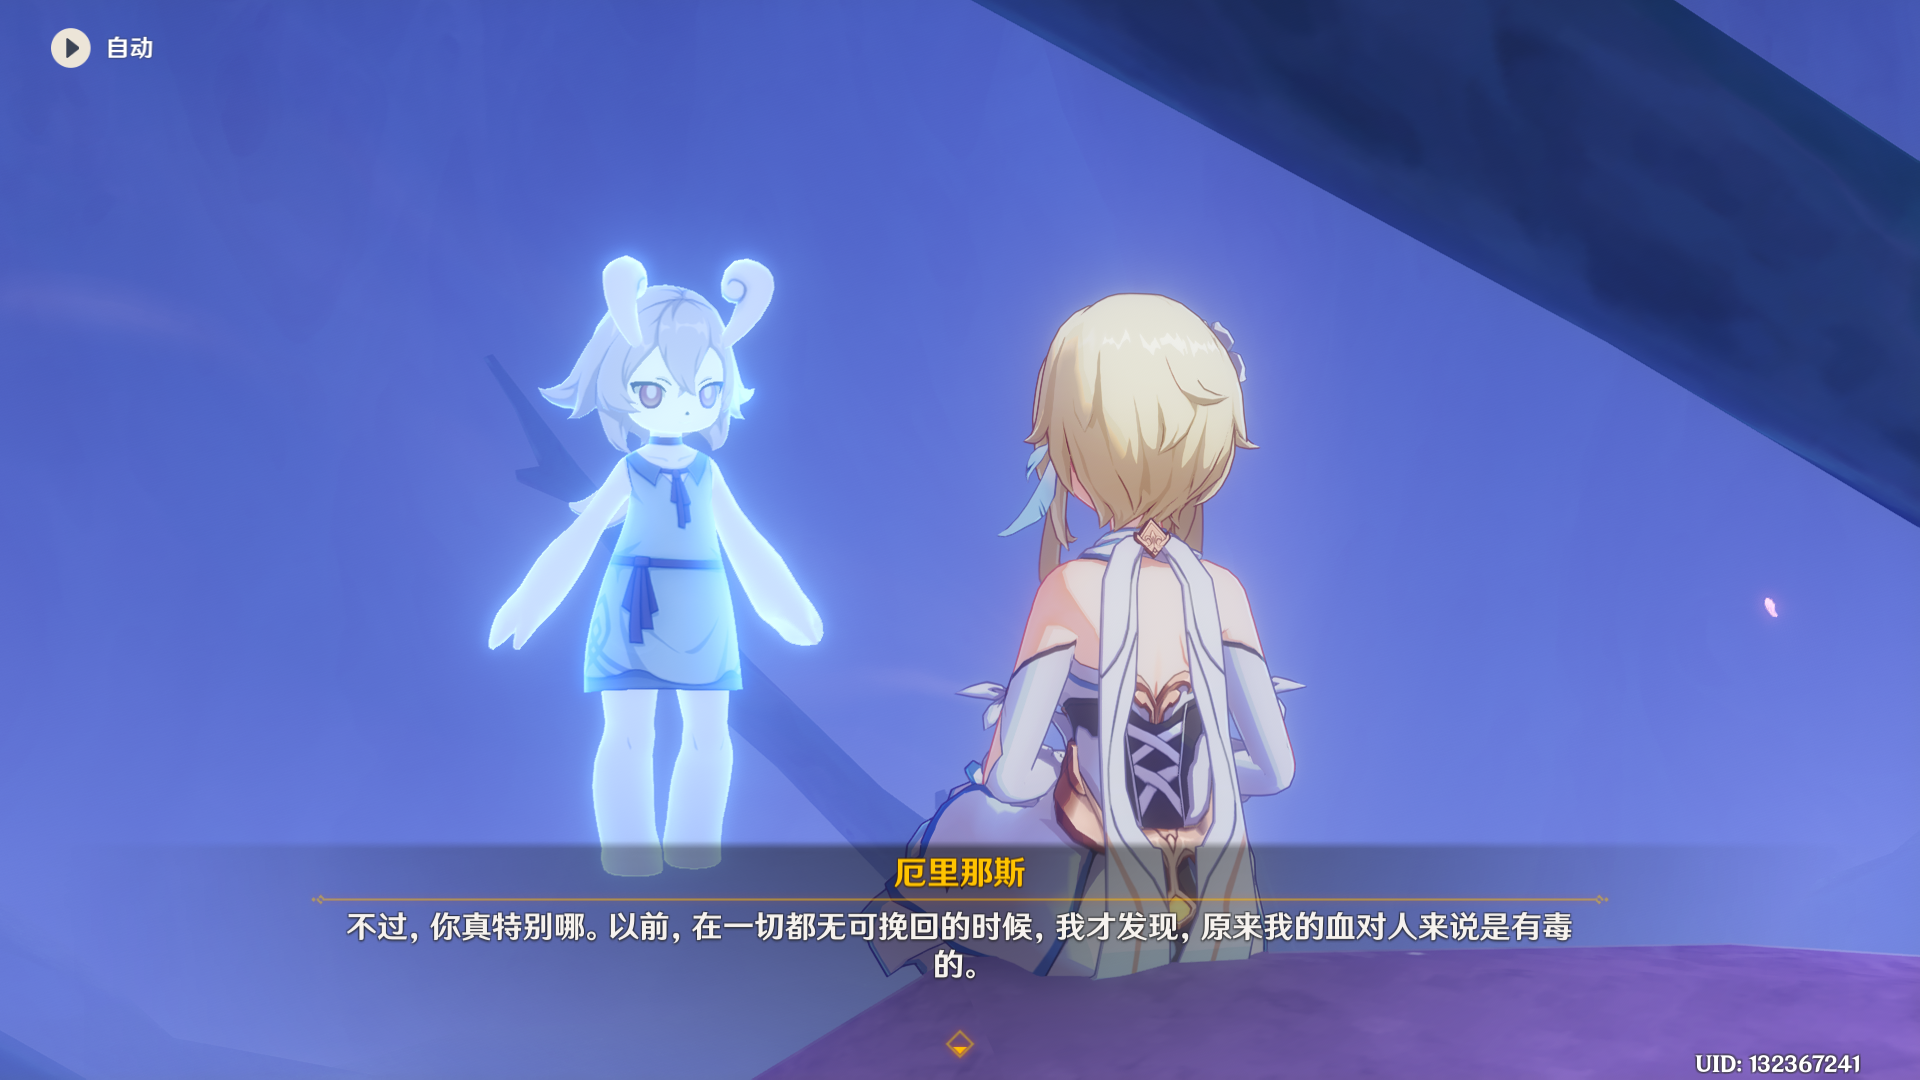 自动
厄里那斯
不过,你真特别哪。以前,在一切都无可挽回的时候,我才发现,原来我的血对人来说是有毒
的。
UID: 132367241